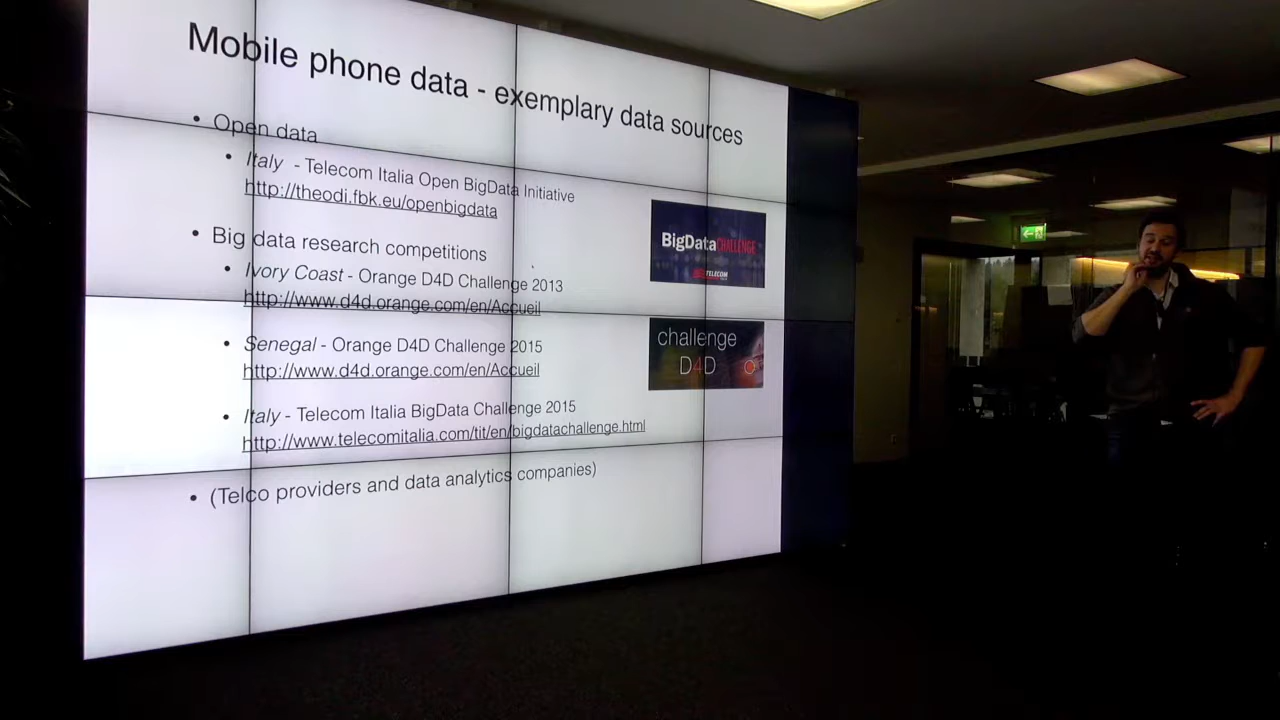 Mobile phone data - exemplary data sources
• Open data
• Italy - Telecom Italia Open BigData Initiative
http://theodi.fbk.eu/openbigdata
• Big data research competitions
• Ivory Coast - Orange D4D Challenge 2013
http://www.d4d.orange.com/en/Accueil
• Senegal - Orange D4D Challenge 2015
http://www.d4d.orange.com/en/Accueil
• Italy - Telecom Italia BigData Challenge 2015
http://www.telecomitalia.com/tit/en/bigdatachallenge.html
• (Telco providers and data analytics companies)
BigDataCHALLENGE
TELECOM
challenge
D4D